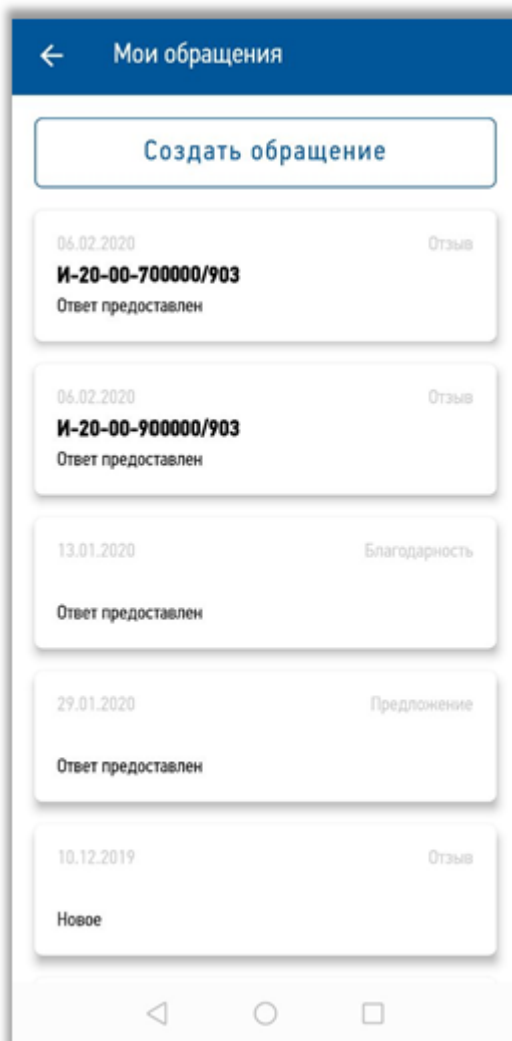 Мои обращения
Создать обращение
06.02.2020 Отзыв
И-20-00-700000/903
Ответ предоставлен
06.02.2020 Отзыв
И-20-00-900000/903
Ответ предоставлен
13.01.2020 Благодарность
Ответ предоставлен
29.01.2020 Предложение
Ответ предоставлен
10.12.2019 Отзыв
Новое